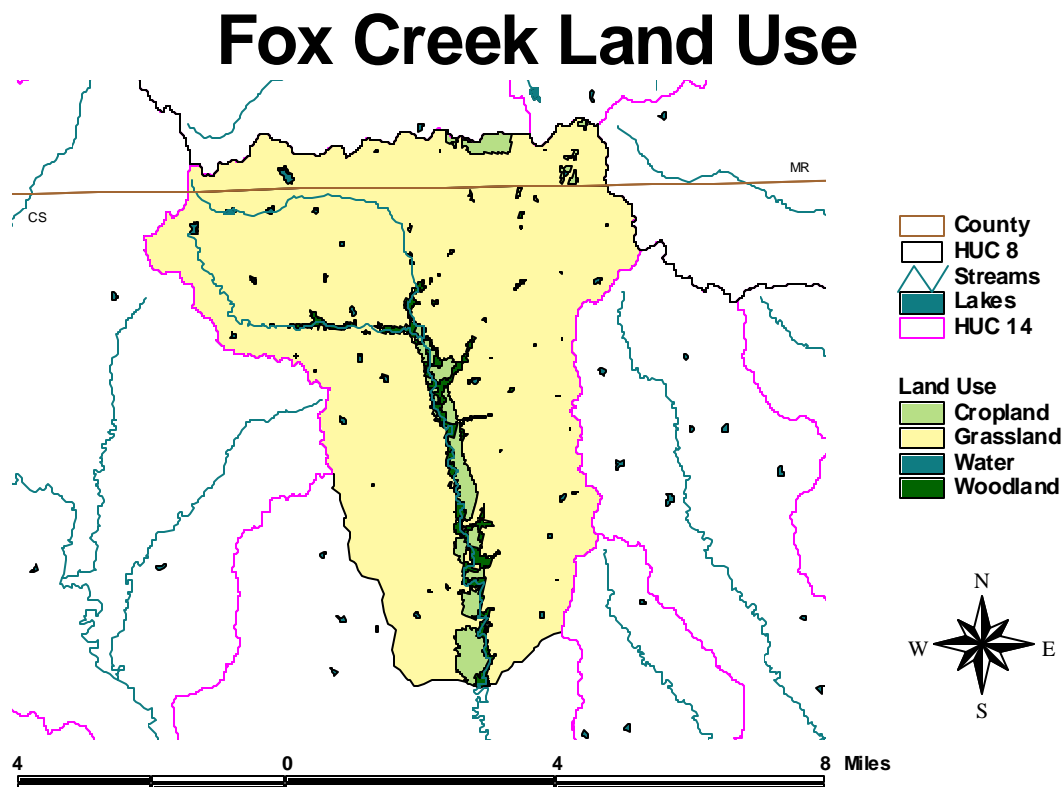 Fox Creek Land Use
MR
CS
County
HUC 8
Streams
Lakes
HUC 14
Land Use
Cropland
Grassland
Water
Woodland
N
W
E
S
4 0 4 8 Miles